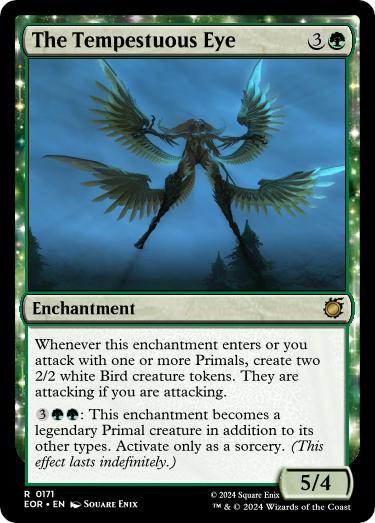 The Tempestuous Eye 3
Enchantment
Whenever this enchantment enters or you
attack with one or more Primals, create two
2/2 white Bird creature tokens. They are
attacking if you are attacking.
3: This enchantment becomes a
legendary Primal creature in addition to its
other types. Activate only as a sorcery. (This
effect lasts indefinitely.)
5/4
R 0171
EOR • EN SQUARE ENIX
© 2024 Square Enix
™ & © 2024 Wizards of the Coast